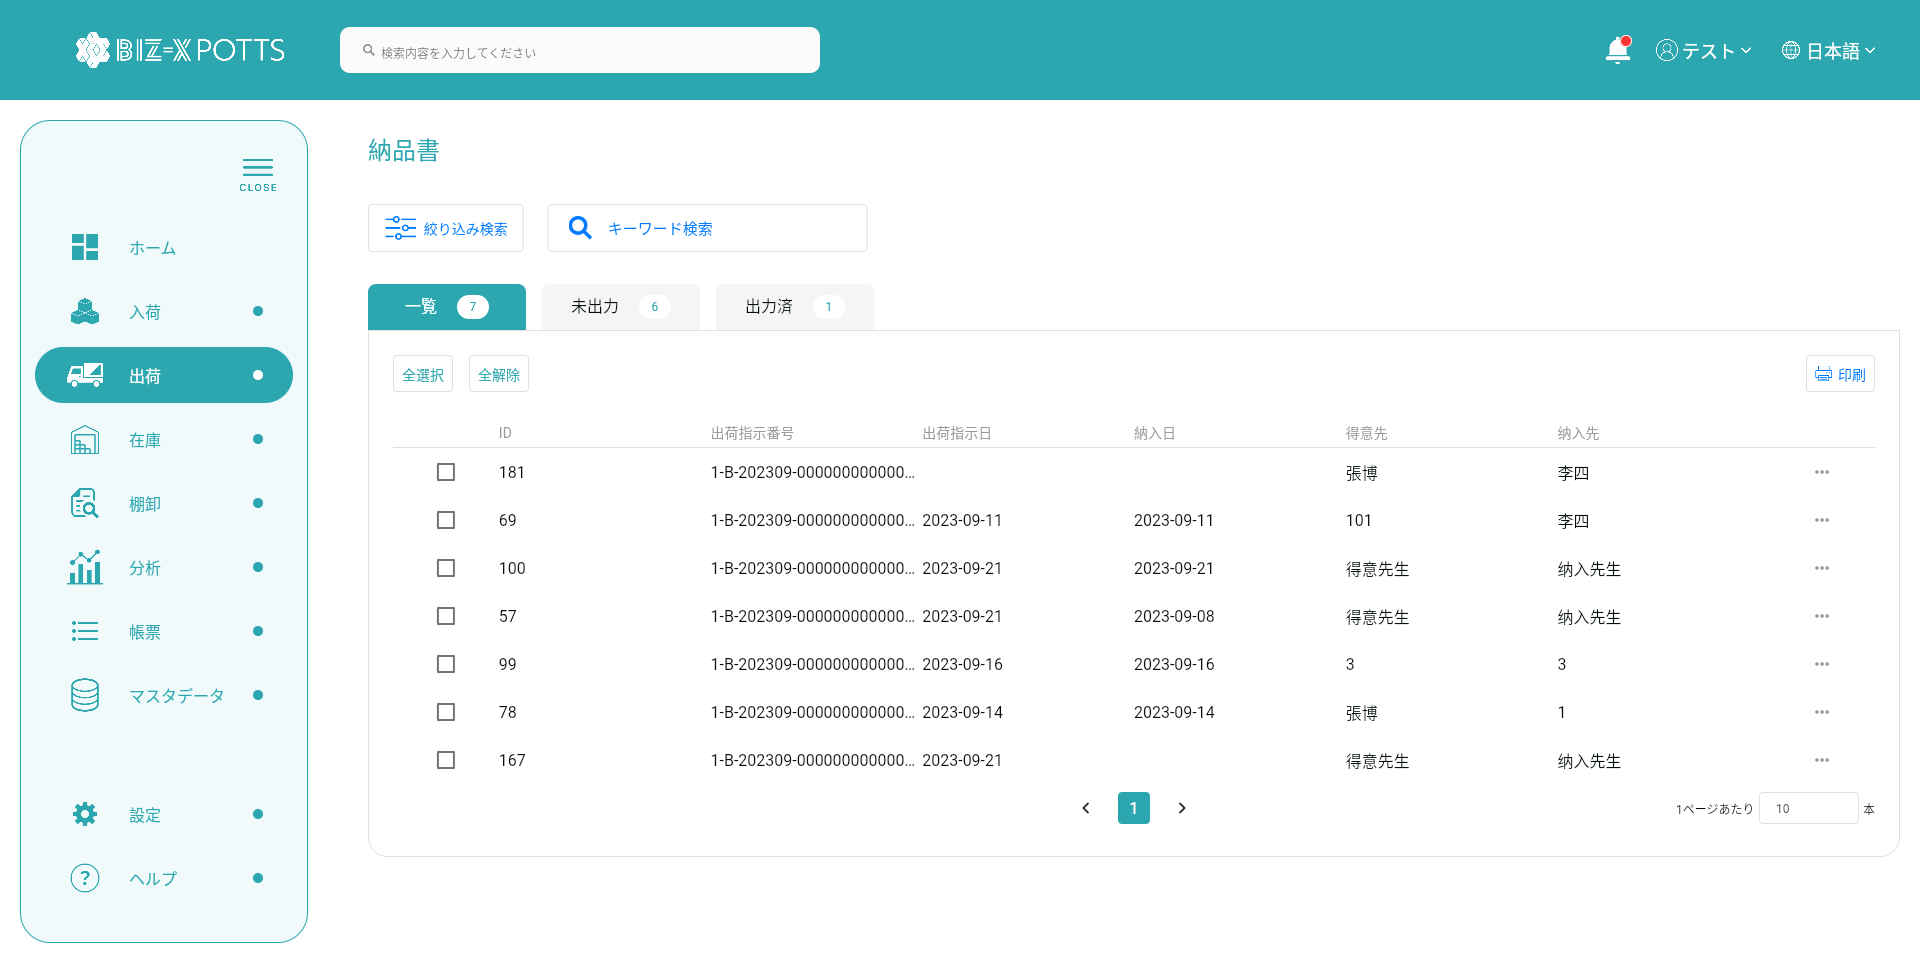 BIZ=X POTTS
検索内容を入力してください
テスト
日本語
CLOSE
ホーム
入荷
出荷
在庫
棚卸
分析
帳票
マスタデータ
設定
ヘルプ
納品書
絞り込み検索
キーワード検索
一覧 7
未出力 6
出力済 1
全選択 全解除 印刷
ID 出荷指示番号 出荷指示日 納入日 得意先 納入先
181 1-B-202309-000000000000... 張博 李四
69 1-B-202309-000000000000... 2023-09-11 2023-09-11 101 李四
100 1-B-202309-000000000000... 2023-09-21 2023-09-21 得意先生 纳入先生
57 1-B-202309-000000000000... 2023-09-21 2023-09-08 得意先生 纳入先生
99 1-B-202309-000000000000... 2023-09-16 2023-09-16 3 3
78 1-B-202309-000000000000... 2023-09-14 2023-09-14 張博 1
167 1-B-202309-000000000000... 2023-09-21 得意先生 纳入先生
1
1ページあたり 10 本